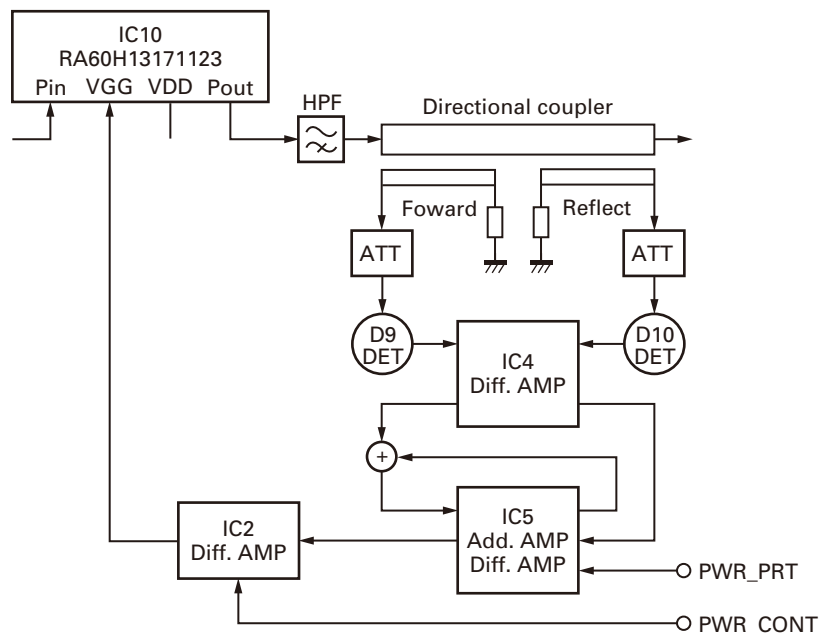 IC10
RA60H13171123
Pin VGG VDD Pout
HPF
Directional coupler
Foward
Reflect
ATT
ATT
D9
DET
IC4
Diff. AMP
D10
DET
+
IC2
Diff. AMP
IC5
Add. AMP
Diff. AMP
PWR_PRT
PWR_CONT